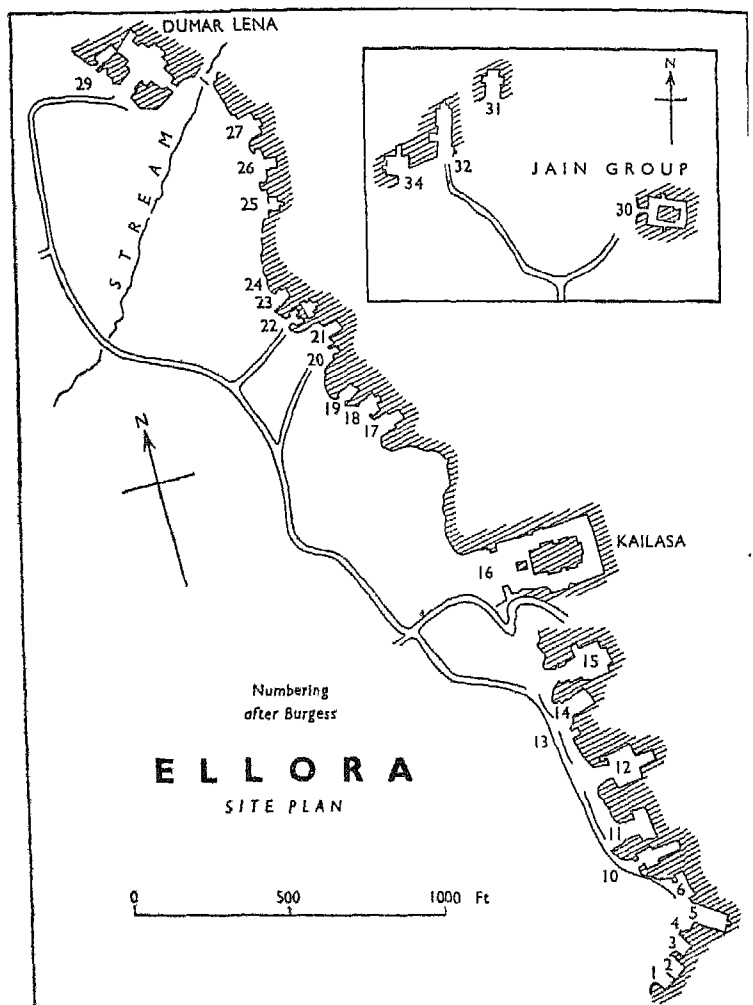 DUMAR LENA
29
STREAM
27
26
25
24
23
22
21
20
19
18
17
N
31
32
34
JAIN GROUP
30
N
KAILASA
16
15
14
13
12
11
10
6
5
4
3
2
1
Numbering
after Burgess
ELLORA
SITE PLAN
0 500 1000 Ft